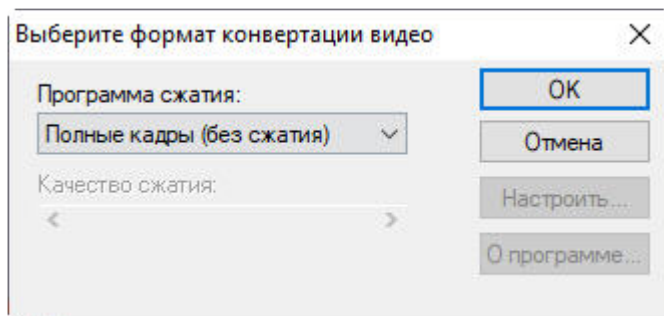 Выберите формат конвертации видео
Программа сжатия:
Полные кадры (без сжатия)
Качество сжатия:
OK
Отмена
Настроить...
О программе...